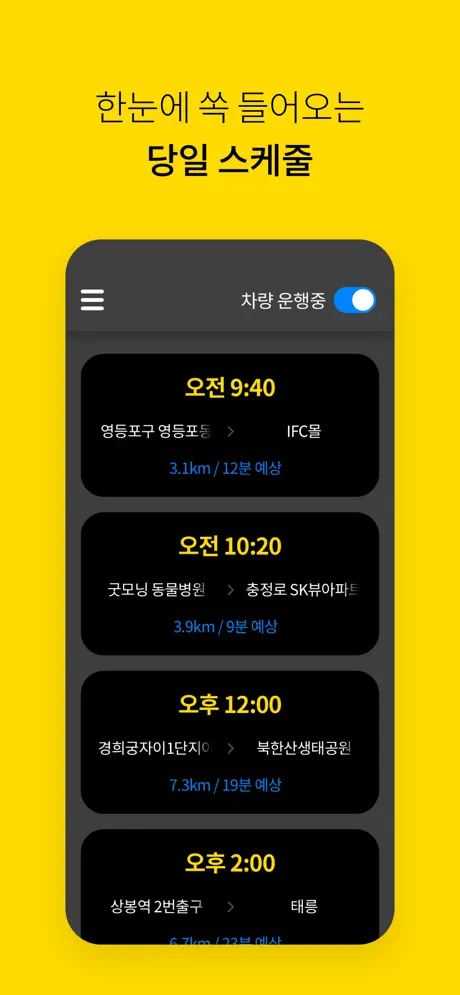 한눈에 쏙 들어오는
당일 스케줄
차량 운행중
오전 9:40
영등포구 영등포동 > IFC몰
3.1km / 12분 예상
오전 10:20
굿모닝 동물병원 > 충정로 SK뷰아파트
3.9km / 9분 예상
오후 12:00
경희궁자이1단지아 > 북한산생태공원
7.3km / 19분 예상
오후 2:00
상봉역 2번출구 > 태릉
6.7km / 23분 예상